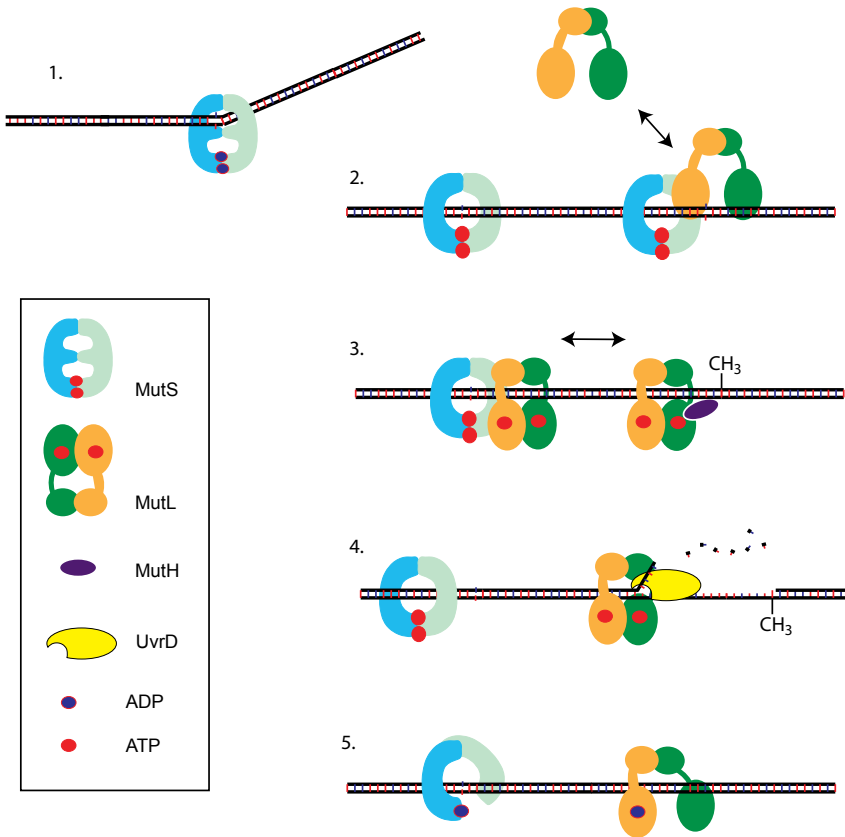 1.
2.
3.
CH3
4.
CH3
5.
MutS
MutL
MutH
UvrD
ADP
ATP